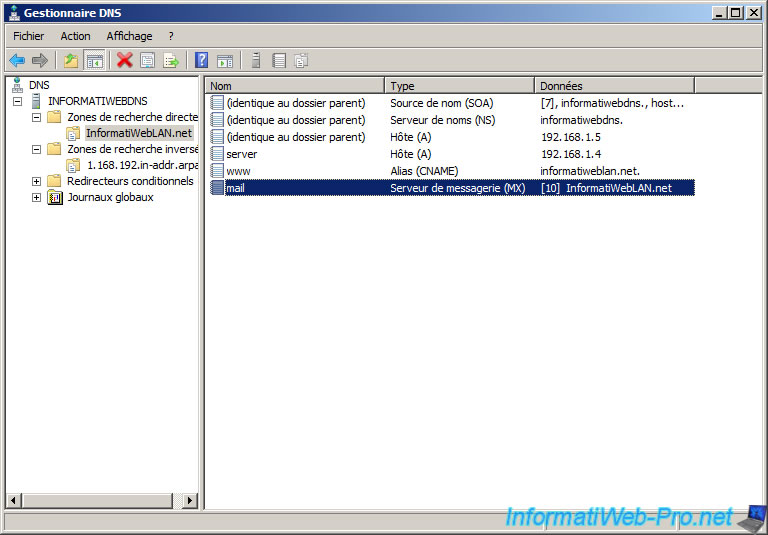 Gestionnaire DNS
Fichier Action Affichage ?
DNS
INFORMATIWEBDNS
Zones de recherche directe
InformatiWebLAN.net
Zones de recherche inversé
1.168.192.in-addr.arpa
Redirecteurs conditionnels
Journaux globaux
Nom Type Données
(identique au dossier parent) Source de nom (SOA) [7], informatiwebdns., host...
(identique au dossier parent) Serveur de noms (NS) informatiwebdns.
(identique au dossier parent) Hôte (A) 192.168.1.5
server Hôte (A) 192.168.1.4
www Alias (CNAME) informatiweblan.net.
mail Serveur de messagerie (MX) [10] InformatiWebLAN.net
InformatiWeb-Pro.net